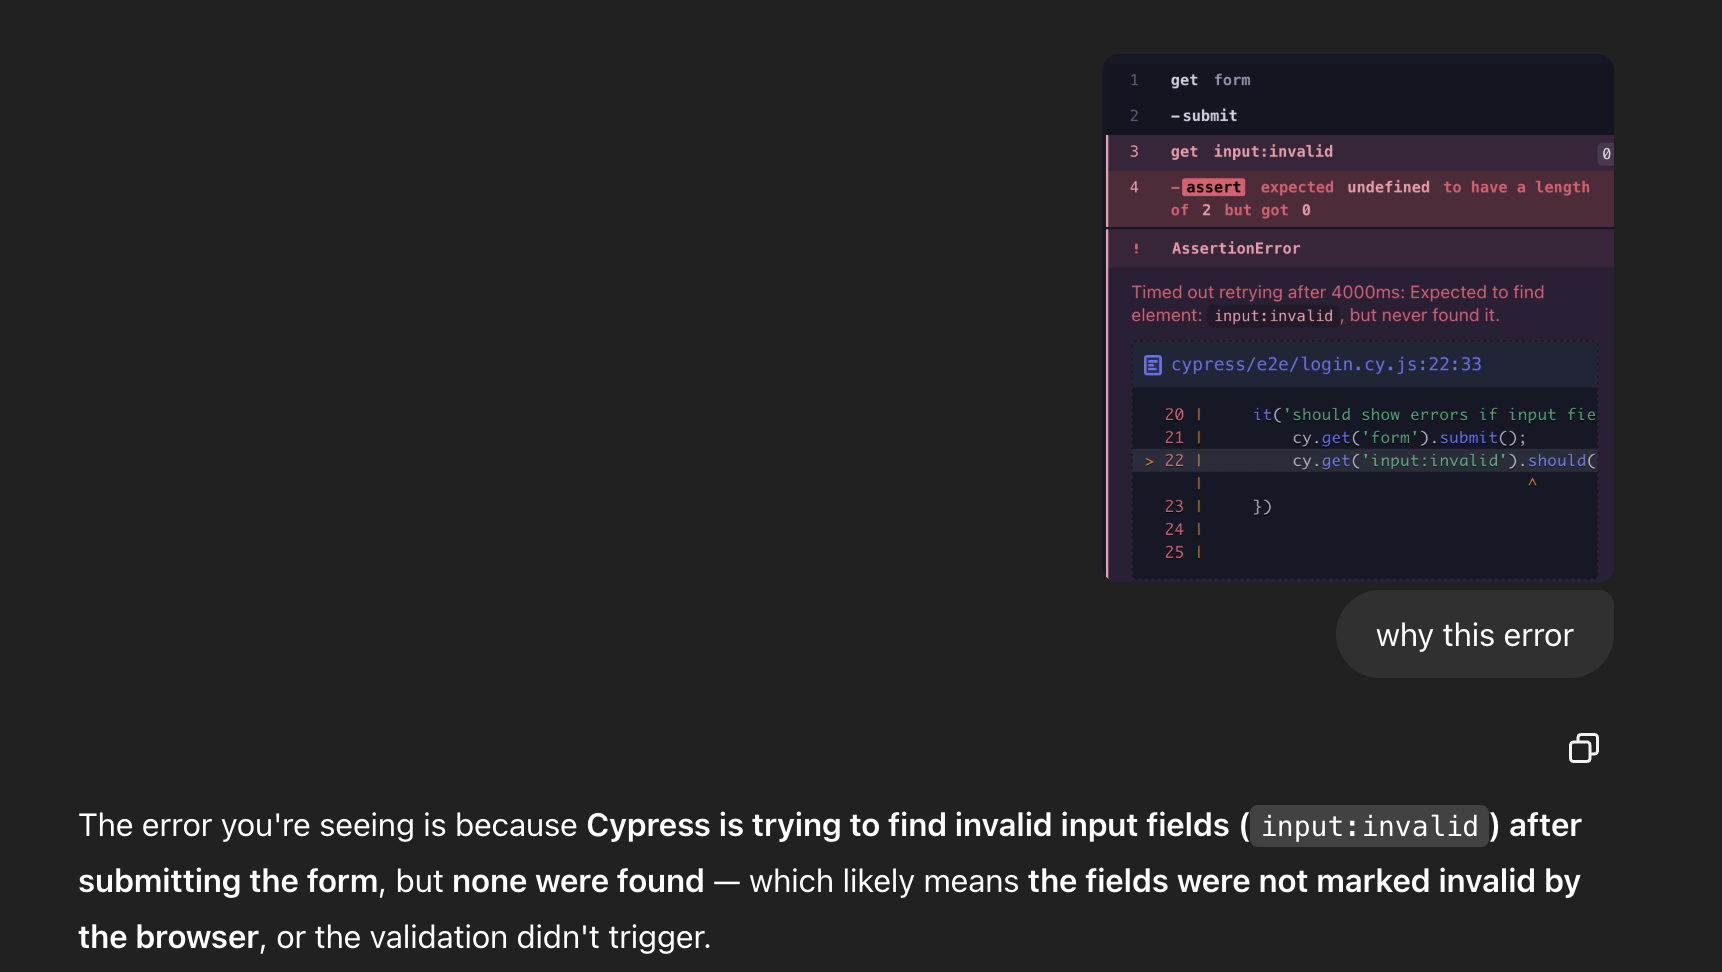 1 get form
2 -submit
3 get input:invalid 0
4 -assert expected undefined to have a length
of 2 but got 0
! AssertionError
Timed out retrying after 4000ms: Expected to find
element: input:invalid, but never found it.
cypress/e2e/login.cy.js:22:33
20 | it('should show errors if input fie
21 | cy.get('form').submit();
> 22 | cy.get('input:invalid').should(
| ^
23 | })
24 |
25 |
why this error
The error you're seeing is because Cypress is trying to find invalid input fields (input:invalid) after
submitting the form, but none were found — which likely means the fields were not marked invalid by
the browser, or the validation didn't trigger.